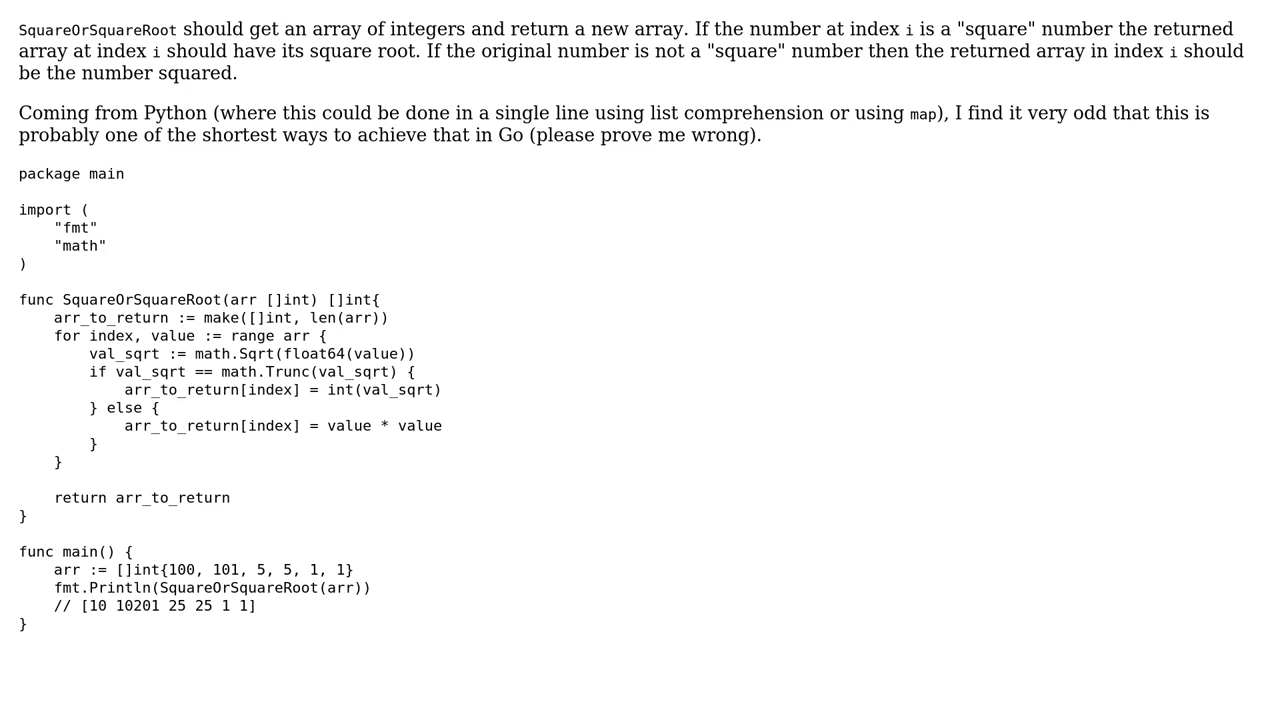 SquareOrSquareRoot should get an array of integers and return a new array. If the number at index i is a "square" number the returned
array at index i should have its square root. If the original number is not a "square" number then the returned array in index i should
be the number squared.
Coming from Python (where this could be done in a single line using list comprehension or using map), I find it very odd that this is
probably one of the shortest ways to achieve that in Go (please prove me wrong).
package main
import (
    "fmt"
    "math"
)
func SquareOrSquareRoot(arr []int) []int{
    arr_to_return := make([]int, len(arr))
    for index, value := range arr {
        val_sqrt := math.Sqrt(float64(value))
        if val_sqrt == math.Trunc(val_sqrt) {
            arr_to_return[index] = int(val_sqrt)
        } else {
            arr_to_return[index] = value * value
        }
    }
    return arr_to_return
}
func main() {
    arr := []int{100, 101, 5, 5, 1, 1}
    fmt.Println(SquareOrSquareRoot(arr))
    // [10 10201 25 25 1 1]
}